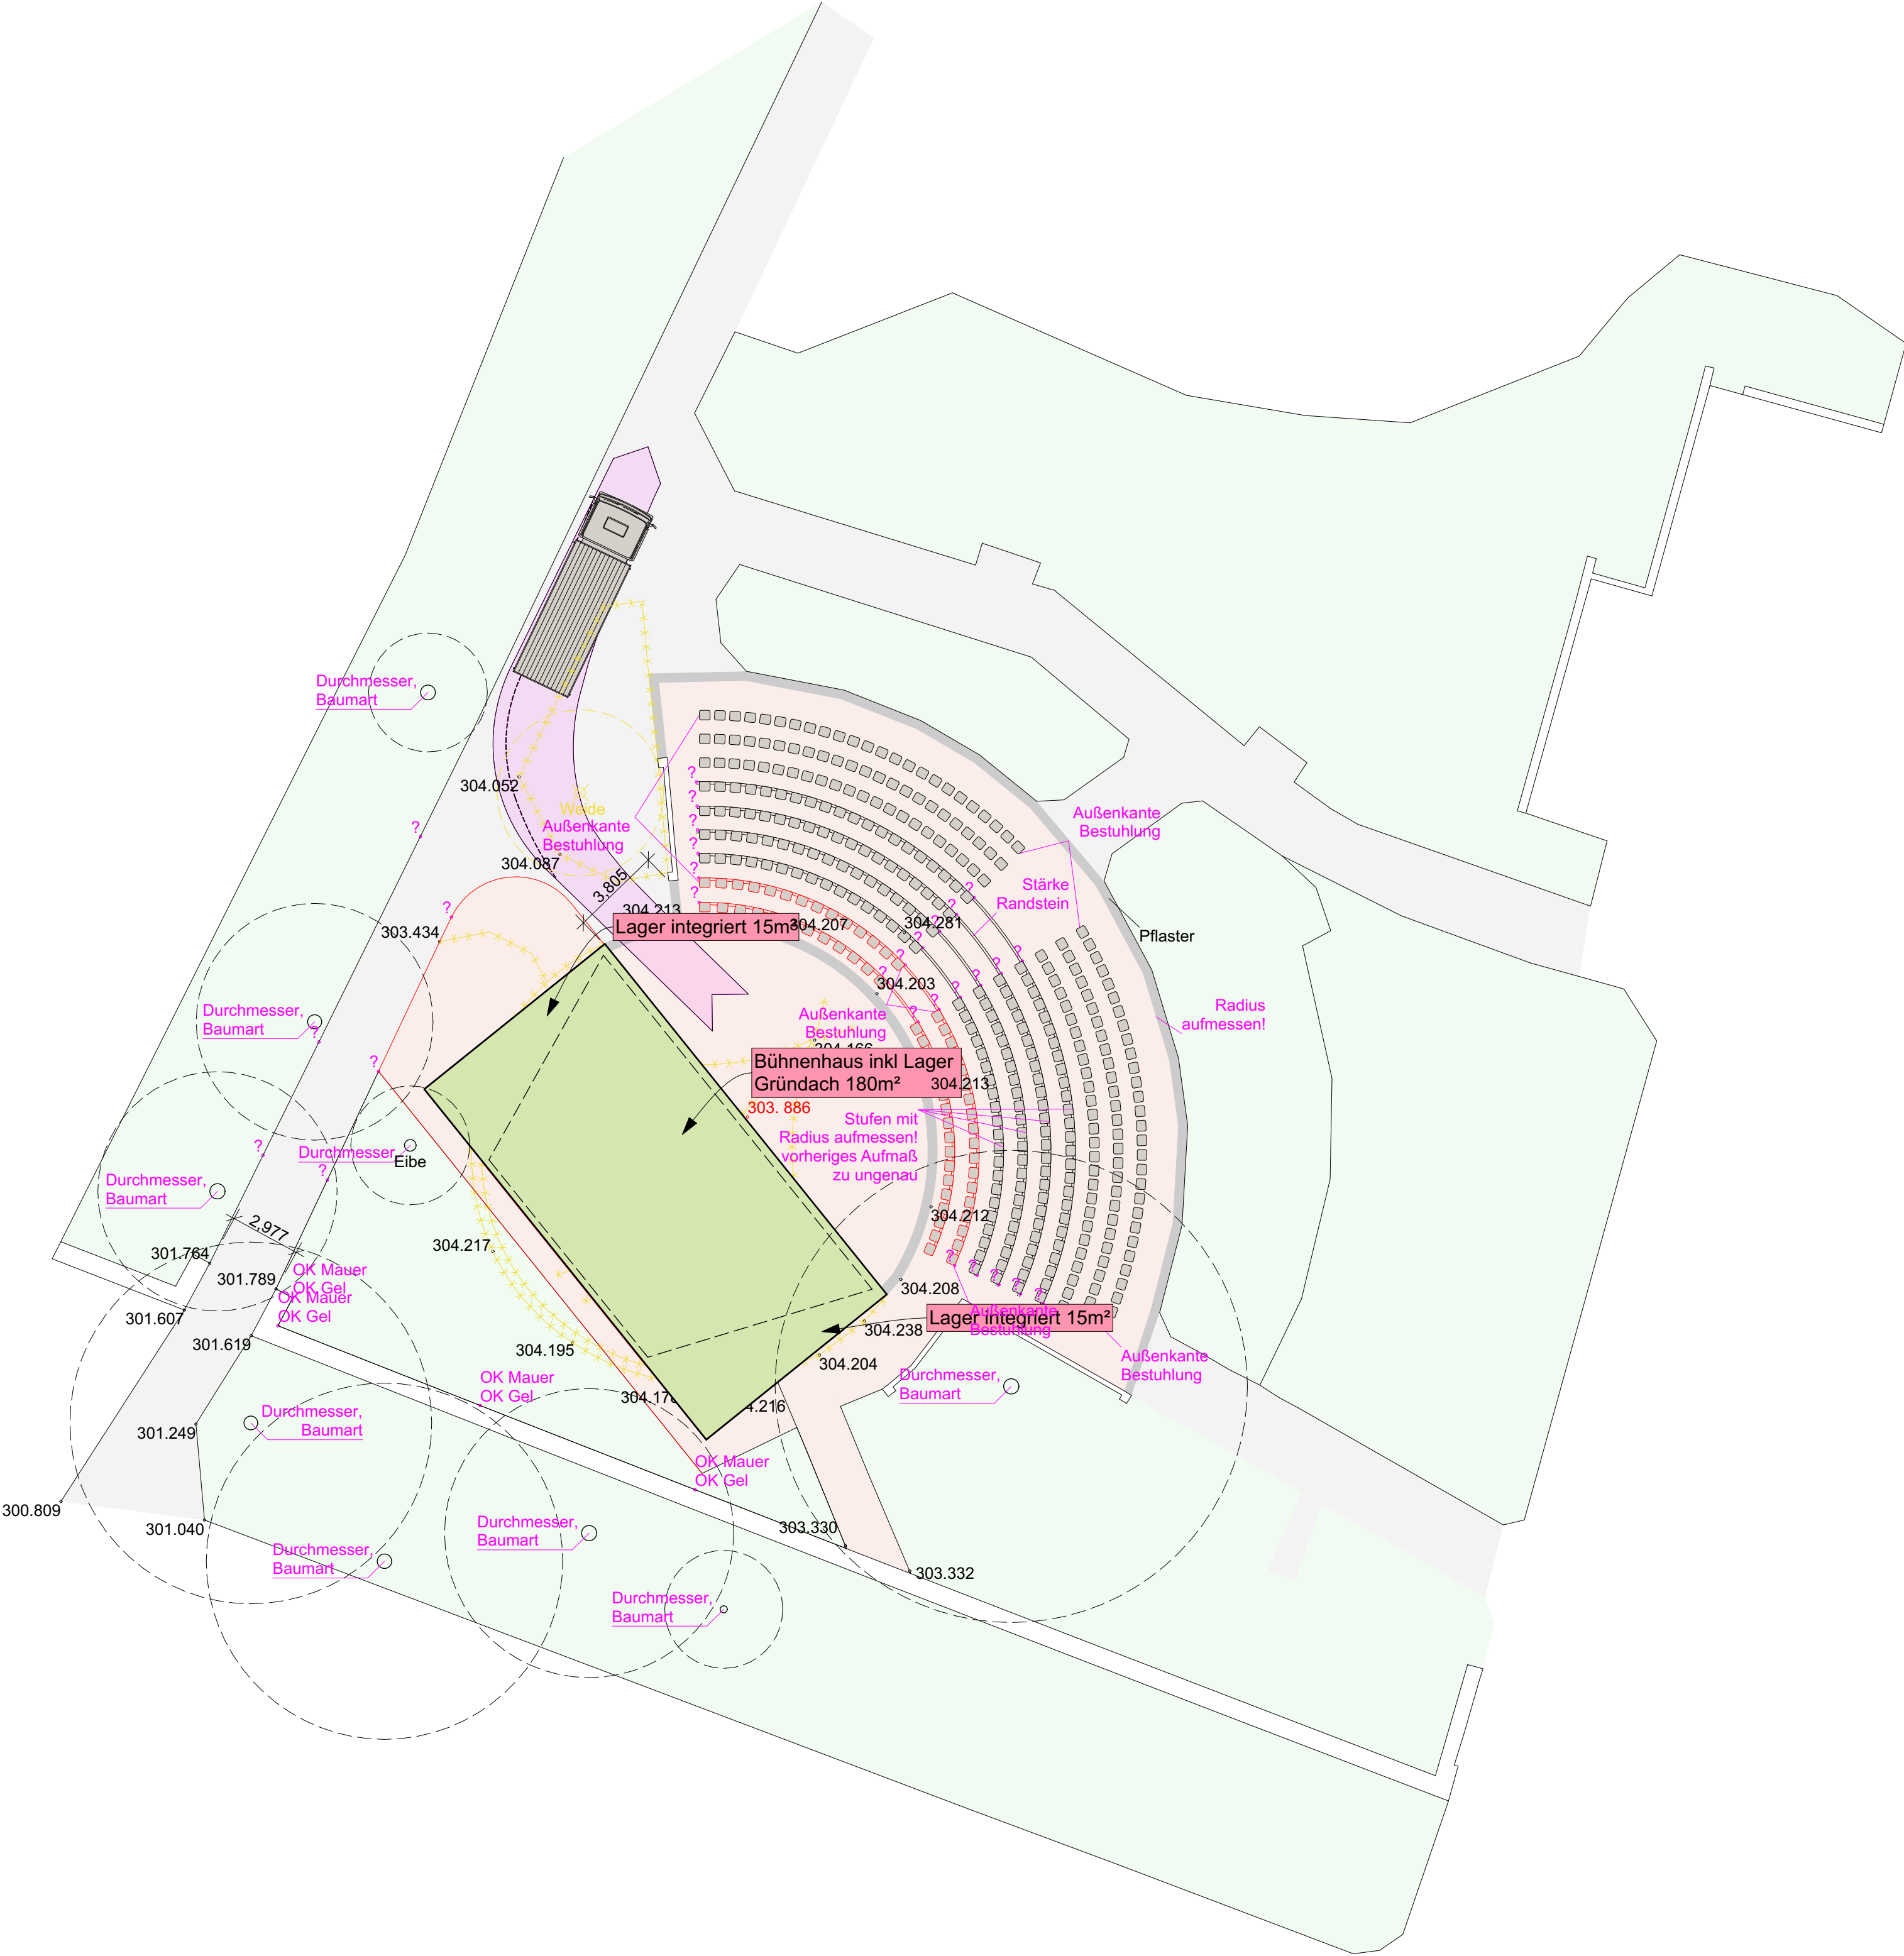 Durchmesser,
Baumart
304.052
?
Weide
Außenkante
Bestuhlung
304.087
3.805
?
?
?
?
?
?
Außenkante
Bestuhlung
Stärke
Randstein
?
?
?
?
?
303.434
304.213
Lager integriert 15m²
304.207
304.281
?
?
?
?
Pflaster
?
?
?
?
304.203
?
Durchmesser,
Baumart
?
Außenkante
Bestuhlung
Radius
aufmessen!
304.166
Bühnenhaus inkl Lager
Gründach 180m²
304.213
303. 886
Stufen mit
Radius aufmessen!
vorheriges Aufmaß
zu ungenau
?
Durchmesser,
Eibe
?
?
Durchmesser,
Baumart
304.212
2.977
304.217
301.764
301.789
OK Mauer
OK Gel
OK Mauer
OK Gel
?
?
?
?
?
304.208
Lager integriert 15m²
Außenkante
Bestuhlung
301.607
301.619
304.238
304.195
304.204
Außenkante
Bestuhlung
OK Mauer
OK Gel
Durchmesser,
Baumart
304.178
4.216
Durchmesser,
Baumart
301.249
OK Mauer
OK Gel
300.809
301.040
Durchmesser,
Baumart
303.330
Durchmesser,
Baumart
303.332
Durchmesser,
Baumart